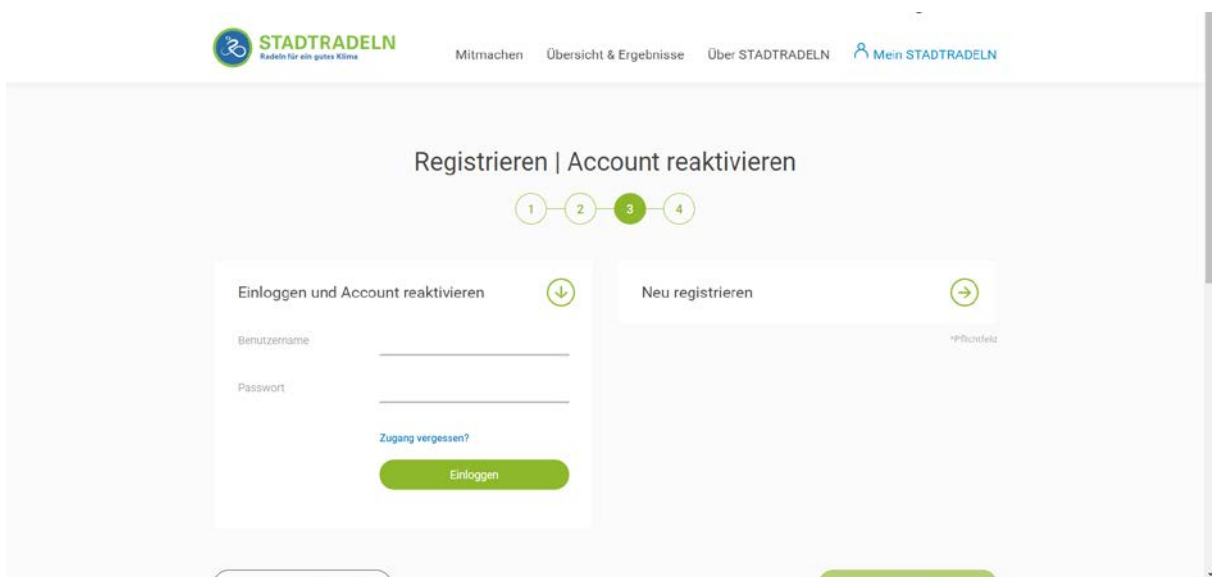 STADTRADELN
Radeln für ein gutes Klima
Mitmachen Übersicht & Ergebnisse Über STADTRADELN Mein STADTRADELN
Registrieren | Account reaktivieren
1 2 3 4
Einloggen und Account reaktivieren
Neu registrieren
*Pflichtfeld
Benutzername
Passwort
Zugang vergessen?
Einloggen